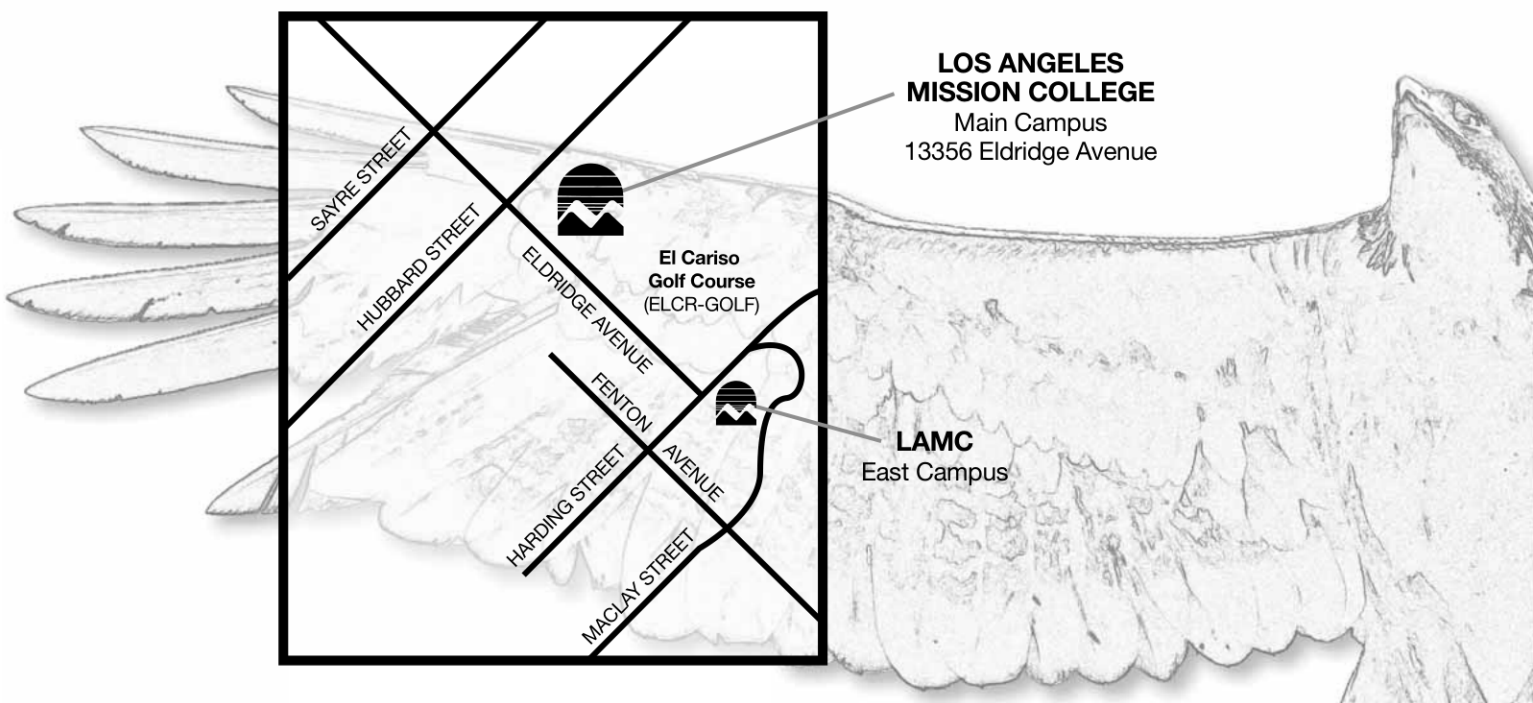 LOS ANGELES
MISSION COLLEGE
Main Campus
13356 Eldridge Avenue
SAYRE STREET
HUBBARD STREET
ELDRIDGE AVENUE
El Cariso
Golf Course
(ELCR-GOLF)
FENTON
AVENUE
HARDING STREET
MACLAY STREET
LAMC
East Campus